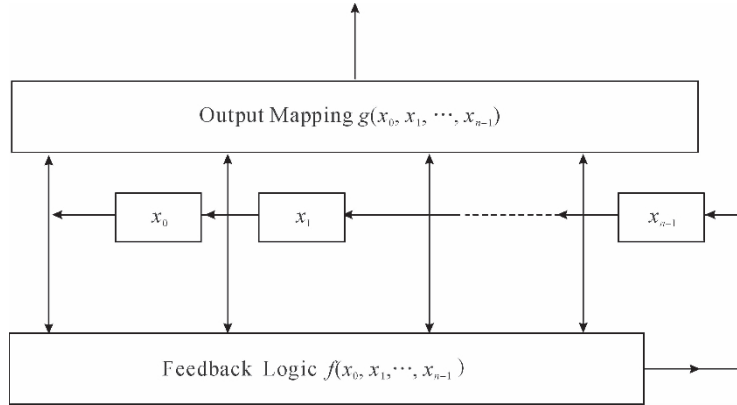 Output Mapping g(x₀, x₁, ⋯, xₙ₋₁)
x₀
x₁
xₙ₋₁
Feedback Logic f(x₀, x₁,⋯, xₙ₋₁)